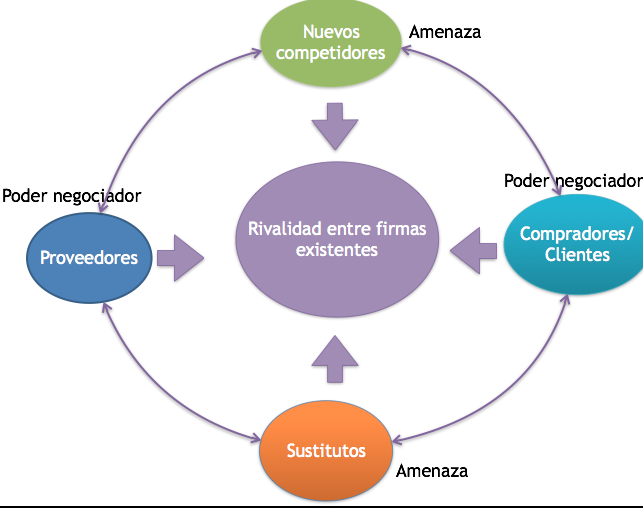 Nuevos
competidores
Amenaza
Poder negociador
Poder negociador
Proveedores
Rivalidad entre firmas
existentes
Compradores/
Clientes
Sustitutos
Amenaza